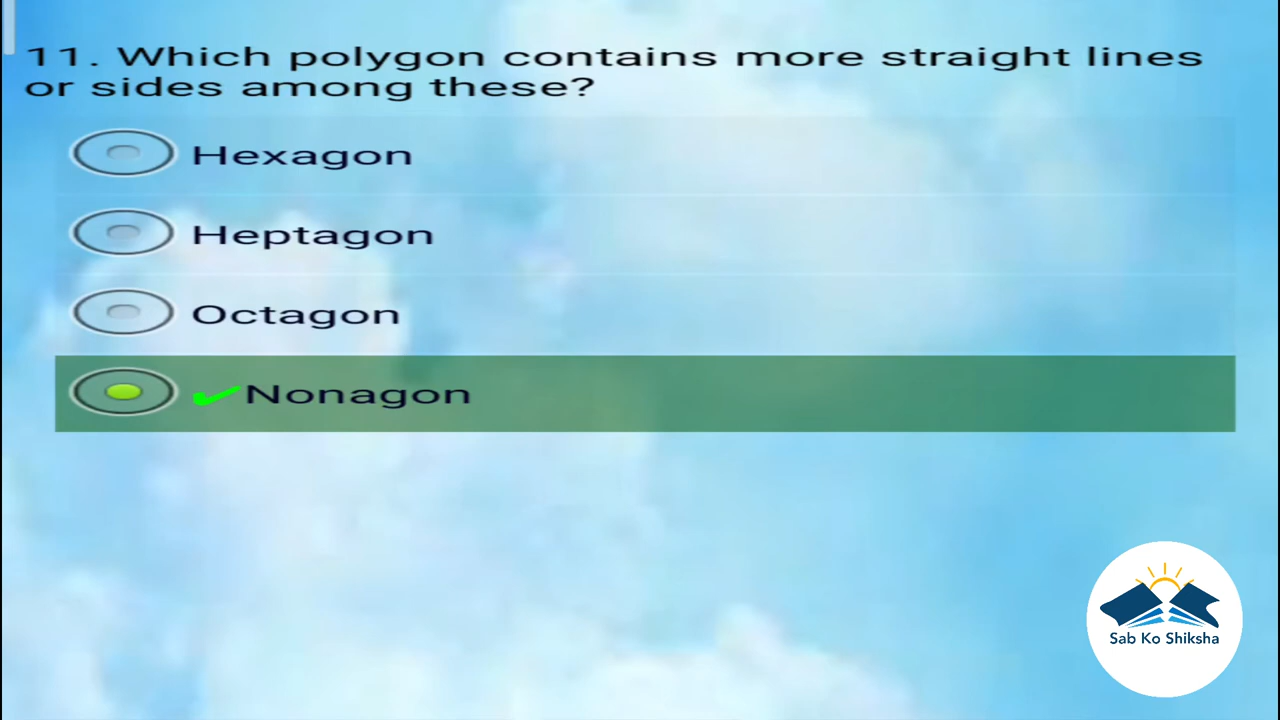 11. Which polygon contains more straight lines
or sides among these?
Hexagon
Heptagon
Octagon
Nonagon
Sab Ko Shiksha